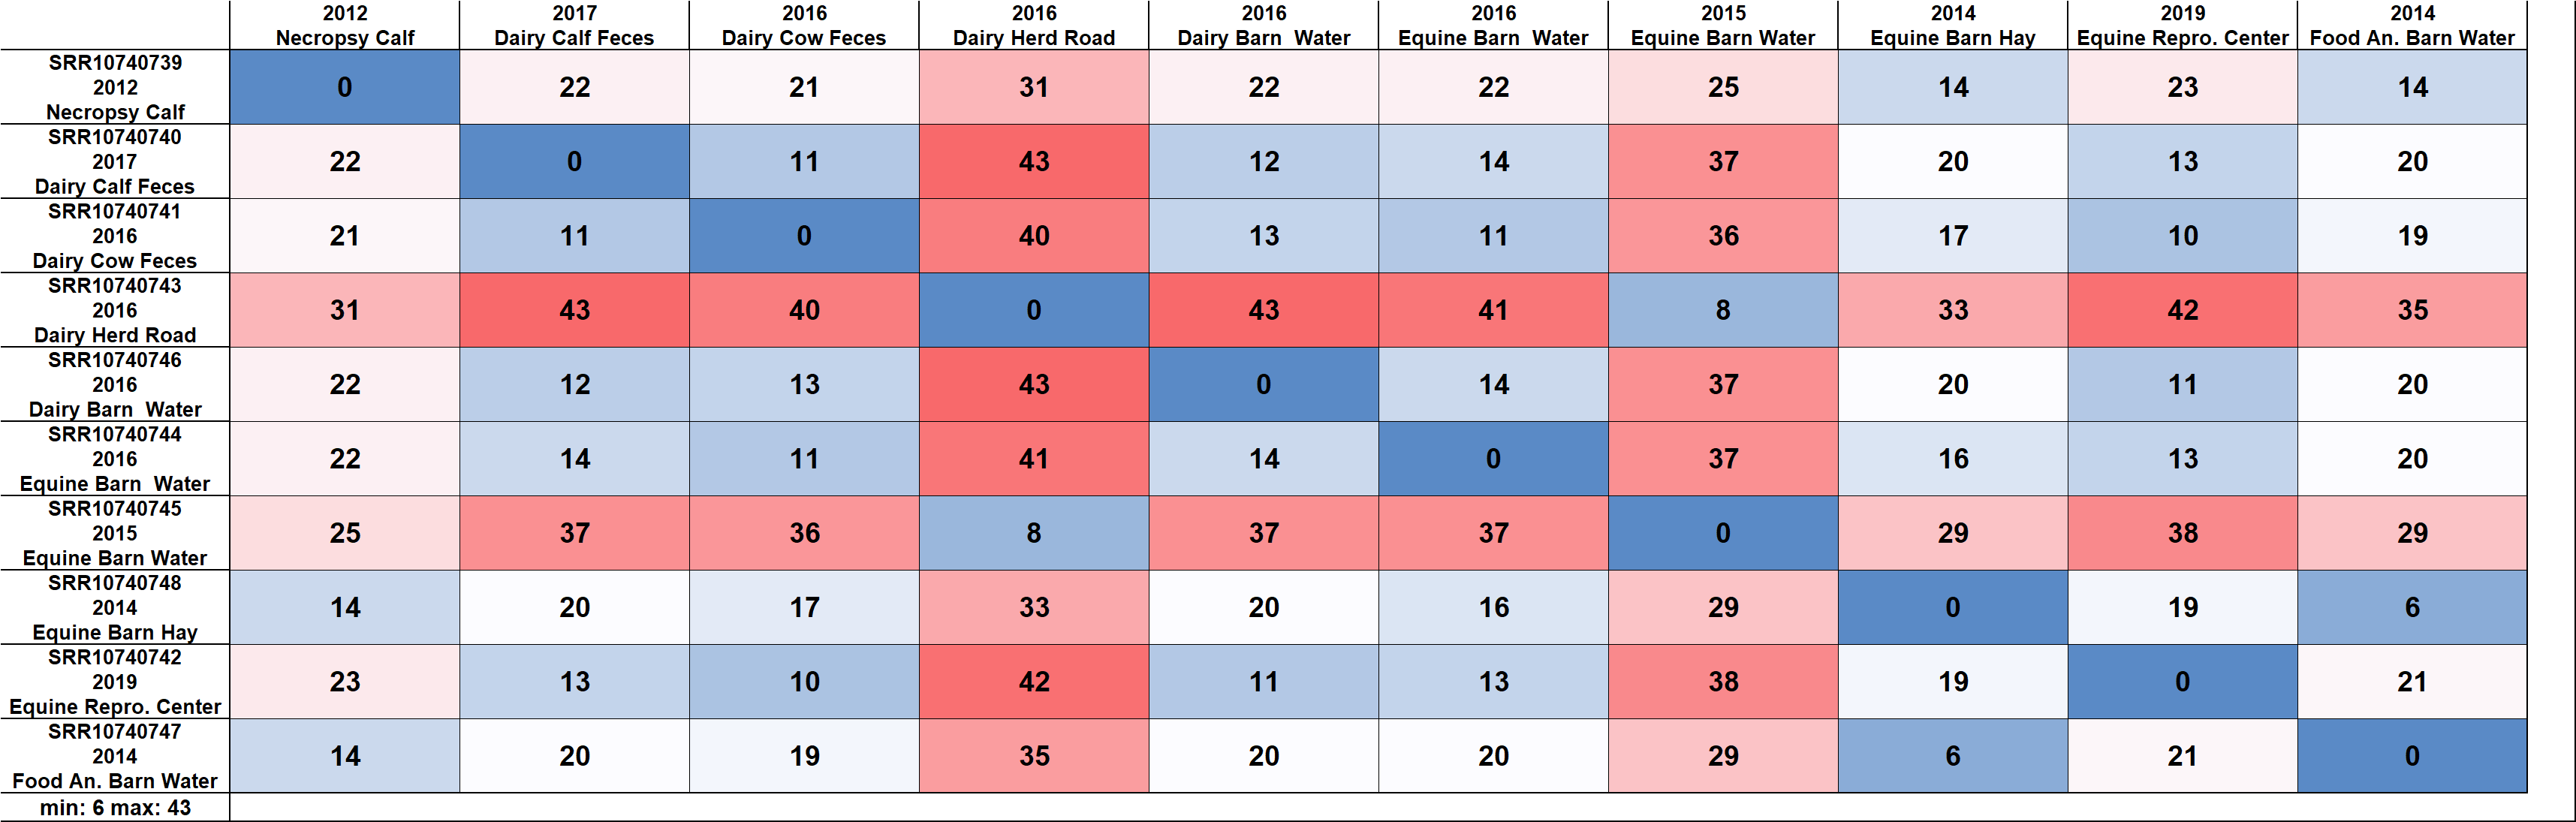 2012 2017 2016 2016 2016 2016 2015 2014 2019 2014
Necropsy Calf Dairy Calf Feces Dairy Cow Feces Dairy Herd Road Dairy Barn  Water Equine Barn  Water Equine Barn Water Equine Barn Hay Equine Repro. Center Food An. Barn Water
SRR10740739
2012
Necropsy Calf
0 22 21 31 22 22 25 14 23 14
SRR10740740
2017
Dairy Calf Feces
22 0 11 43 12 14 37 20 13 20
SRR10740741
2016
Dairy Cow Feces
21 11 0 40 13 11 36 17 10 19
SRR10740743
2016
Dairy Herd Road
31 43 40 0 43 41 8 33 42 35
SRR10740746
2016
Dairy Barn  Water
22 12 13 43 0 14 37 20 11 20
SRR10740744
2016
Equine Barn  Water
22 14 11 41 14 0 37 16 13 20
SRR10740745
2015
Equine Barn Water
25 37 36 8 37 37 0 29 38 29
SRR10740748
2014
Equine Barn Hay
14 20 17 33 20 16 29 0 19 6
SRR10740742
2019
Equine Repro. Center
23 13 10 42 11 13 38 19 0 21
SRR10740747
2014
Food An. Barn Water
14 20 19 35 20 20 29 6 21 0
min: 6 max: 43